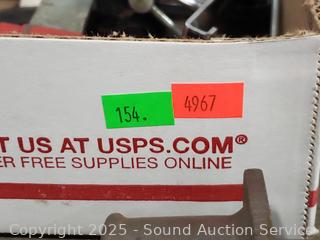 154.
4967
T US AT USPS.COM®
ER FREE SUPPLIES ONLINE
Copyright 2025 - Sound Auction Service